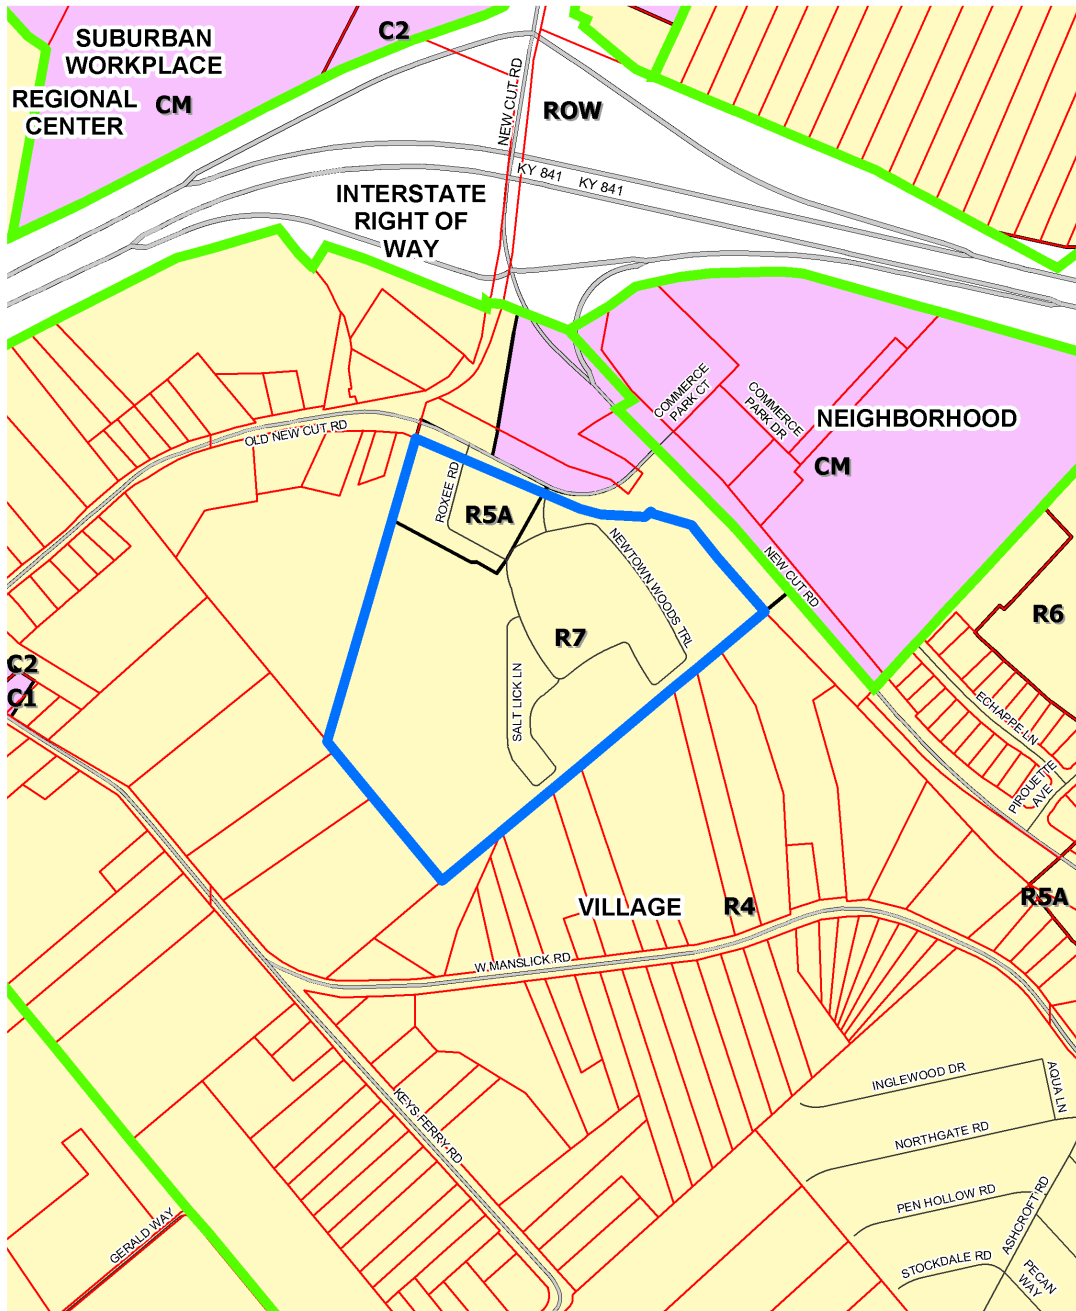 SUBURBAN
WORKPLACE
C2
REGIONAL
CENTER
CM
ROW
NEW CUT RD
KY 841
KY 841
INTERSTATE
RIGHT OF
WAY
COMMERCE
PARK CT
COMMERCE
PARK DR
NEIGHBORHOOD
CM
OLD NEW CUT RD
ROXEE RD
R5A
NEWTOWN WOODS TRL
NEW CUT RD
R6
R7
SALT LICK LN
C2
C1
ECHAPPE LN
PIROUETTE
AVE
R5A
VILLAGE
R4
W MANSLICK RD
KEYS FERRY RD
INGLEWOOD DR
AQUA LN
NORTHGATE RD
PEN HOLLOW RD
ASHCROFT RD
STOCKDALE RD
PECAN
WAY
GERALD WAY